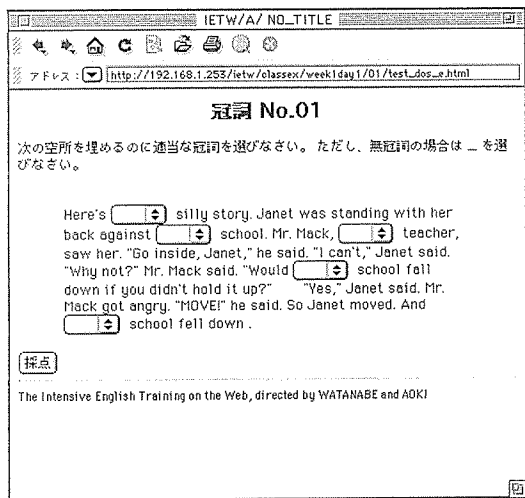 IETW/A/ NO_TITLE
アドレス : http://192.168.1.253/ietw/classex/week1day1/01/test_dos_e.html
冠詞 No.01
次の空所を埋めるのに適当な冠詞を選びなさい。 ただし、無冠詞の場合は _ を選
びなさい。
Here's silly story. Janet was standing with her
back against school. Mr. Mack, teacher,
saw her. "Go inside, Janet," he said. "I can't," Janet said.
"Why not?" Mr. Mack said. "Would school fall
down if you didn't hold it up?" "Yes," Janet said. Mr.
Mack got angry. "MOVE!" he said. So Janet moved. And
school fell down .
採点
The Intensive English Training on the Web, directed by WATANABE and AOKI